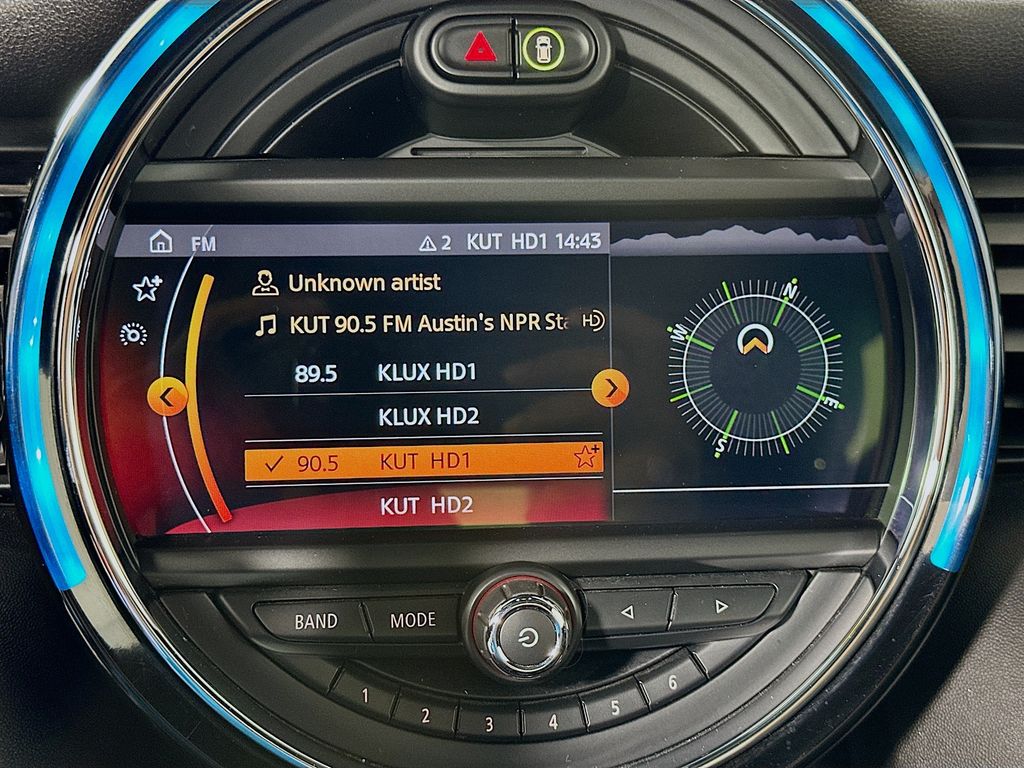 FM 2 KUT HD1 14:43
Unknown artist
KUT 90.5 FM Austin's NPR Sta HD
89.5 KLUX HD1
KLUX HD2
90.5 KUT HD1
KUT HD2
N
W
E
S
BAND MODE
1 2 3 4 5 6